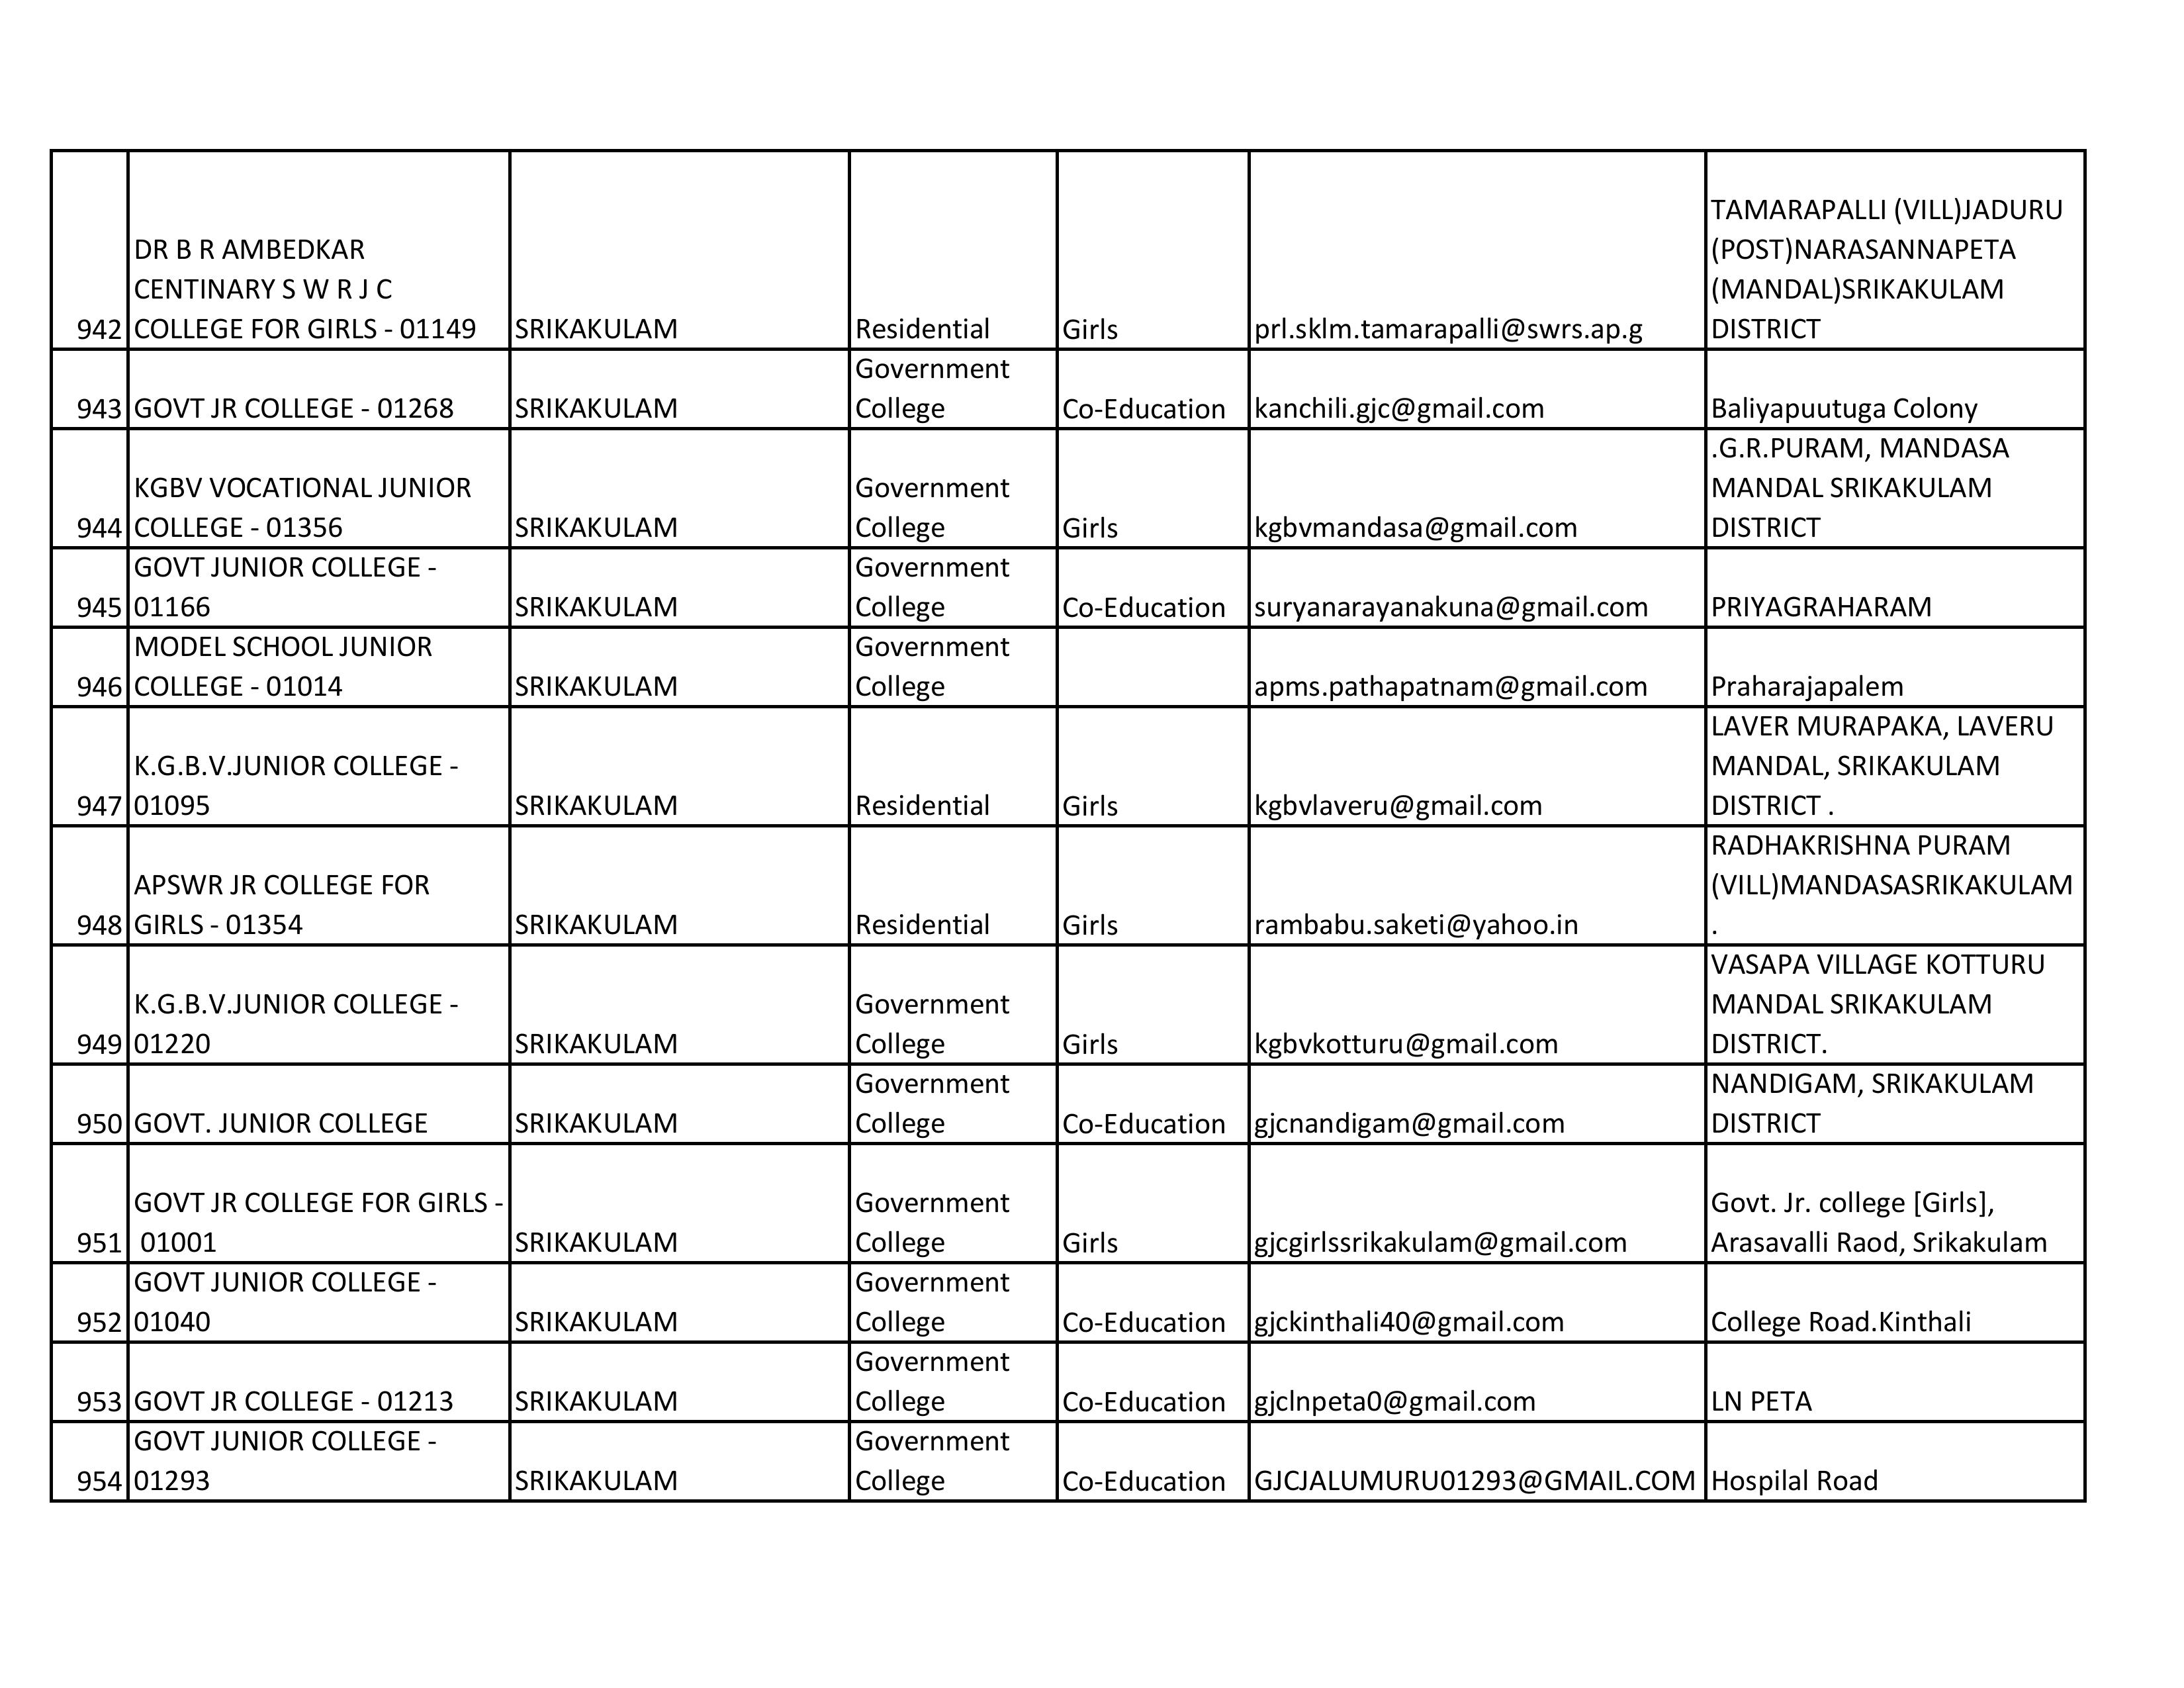 942 DR B R AMBEDKAR CENTINARY S W R J C COLLEGE FOR GIRLS - 01149 SRIKAKULAM Residential Girls prl.sklm.tamarapalli@swrs.ap.g TAMARAPALLI (VILL)JADURU (POST)NARASANNAPETA (MANDAL)SRIKAKULAM DISTRICT
943 GOVT JR COLLEGE - 01268 SRIKAKULAM Government College Co-Education kanchili.gjc@gmail.com Baliyapuutuga Colony
944 KGBV VOCATIONAL JUNIOR COLLEGE - 01356 SRIKAKULAM Government College Girls kgbvmandasa@gmail.com .G.R.PURAM, MANDASA MANDAL SRIKAKULAM DISTRICT
945 GOVT JUNIOR COLLEGE - 01166 SRIKAKULAM Government College Co-Education suryanarayanakuna@gmail.com PRIYAGRAHARAM
946 MODEL SCHOOL JUNIOR COLLEGE - 01014 SRIKAKULAM Government College apms.pathapatnam@gmail.com Praharajapalem
947 K.G.B.V.JUNIOR COLLEGE - 01095 SRIKAKULAM Residential Girls kgbvlaveru@gmail.com LAVER MURAPAKA, LAVERU MANDAL, SRIKAKULAM DISTRICT .
948 APSWR JR COLLEGE FOR GIRLS - 01354 SRIKAKULAM Residential Girls rambabu.saketi@yahoo.in RADHAKRISHNA PURAM (VILL)MANDASASRIKAKULAM .
949 K.G.B.V.JUNIOR COLLEGE - 01220 SRIKAKULAM Government College Girls kgbvkotturu@gmail.com VASAPA VILLAGE KOTTURU MANDAL SRIKAKULAM DISTRICT.
950 GOVT. JUNIOR COLLEGE SRIKAKULAM Government College Co-Education gjcnandigam@gmail.com NANDIGAM, SRIKAKULAM DISTRICT
951 GOVT JR COLLEGE FOR GIRLS - 01001 SRIKAKULAM Government College Girls gjcgirlssrikakulam@gmail.com Govt. Jr. college [Girls], Arasavalli Raod, Srikakulam
952 GOVT JUNIOR COLLEGE - 01040 SRIKAKULAM Government College Co-Education gjckinthali40@gmail.com College Road.Kinthali
953 GOVT JR COLLEGE - 01213 SRIKAKULAM Government College Co-Education gjclnpeta0@gmail.com LN PETA
954 GOVT JUNIOR COLLEGE - 01293 SRIKAKULAM Government College Co-Education GJCJALUMURU01293@GMAIL.COM Hospilal Road